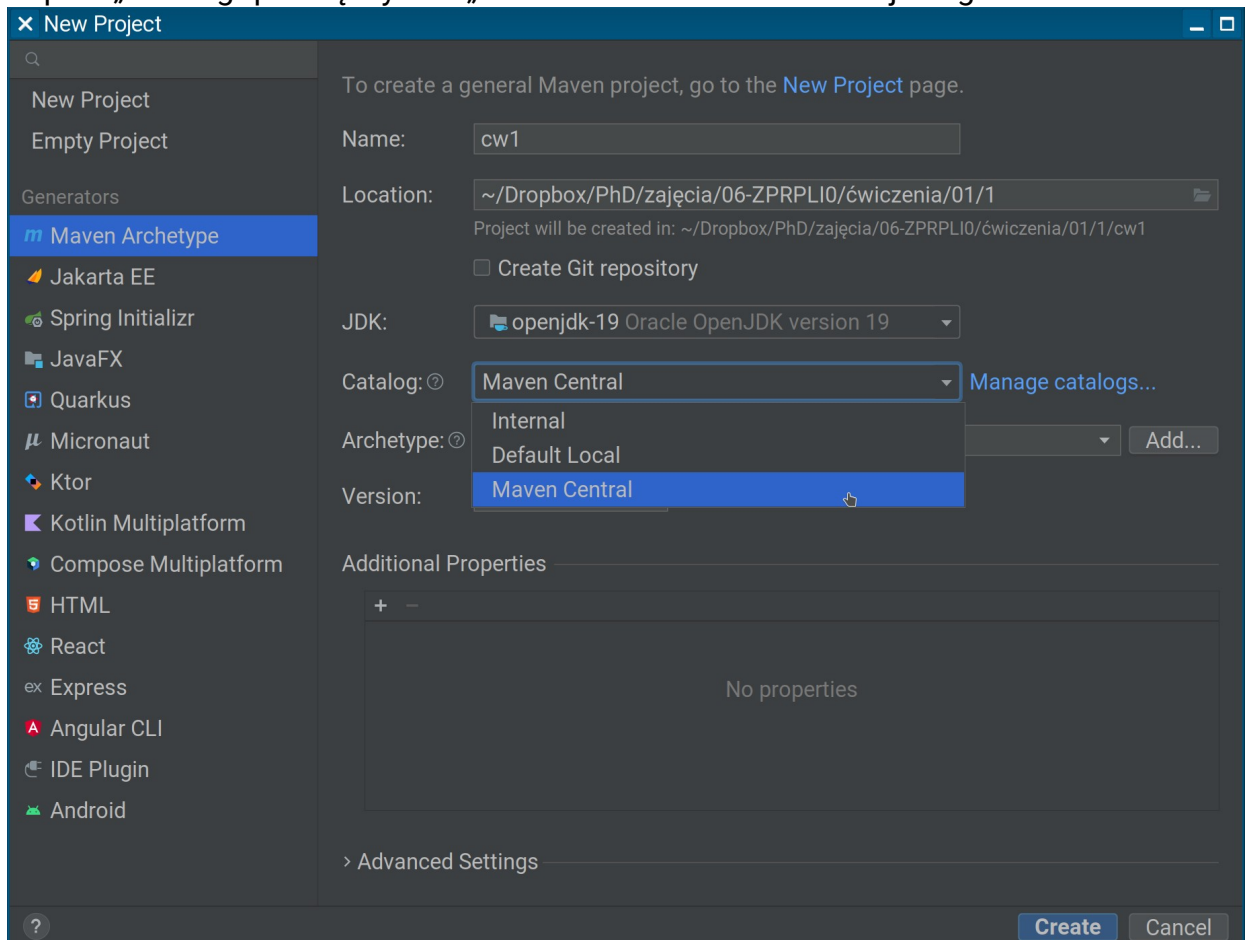 New Project
New Project
Empty Project
Generators
Maven Archetype
Jakarta EE
Spring Initializr
JavaFX
Quarkus
Micronaut
Ktor
Kotlin Multiplatform
Compose Multiplatform
HTML
React
ex Express
Angular CLI
IDE Plugin
Android
To create a general Maven project, go to the New Project page.
Name: cw1
Location: ~/Dropbox/PhD/zajęcia/06-ZPRPLI0/ćwiczenia/01/1
Project will be created in: ~/Dropbox/PhD/zajęcia/06-ZPRPLI0/ćwiczenia/01/1/cw1
Create Git repository
JDK: openjdk-19 Oracle OpenJDK version 19
Catalog: Maven Central Manage catalogs...
Internal
Archetype: Add...
Default Local
Version: Maven Central
Additional Properties
+ −
No properties
Advanced Settings
? Create Cancel